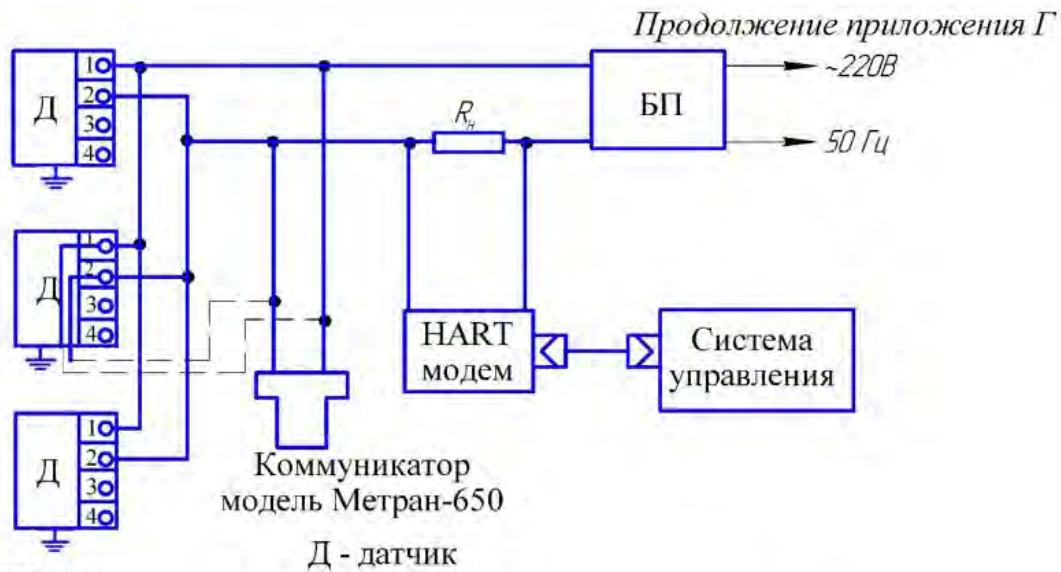 Продолжение приложения Г
Д
1
2
3
4
Rн
БП
~220В
50 Гц
Д
1
2
3
4
HART
модем
Система
управления
Д
1
2
3
4
Коммуникатор
модель Метран-650
Д - датчик